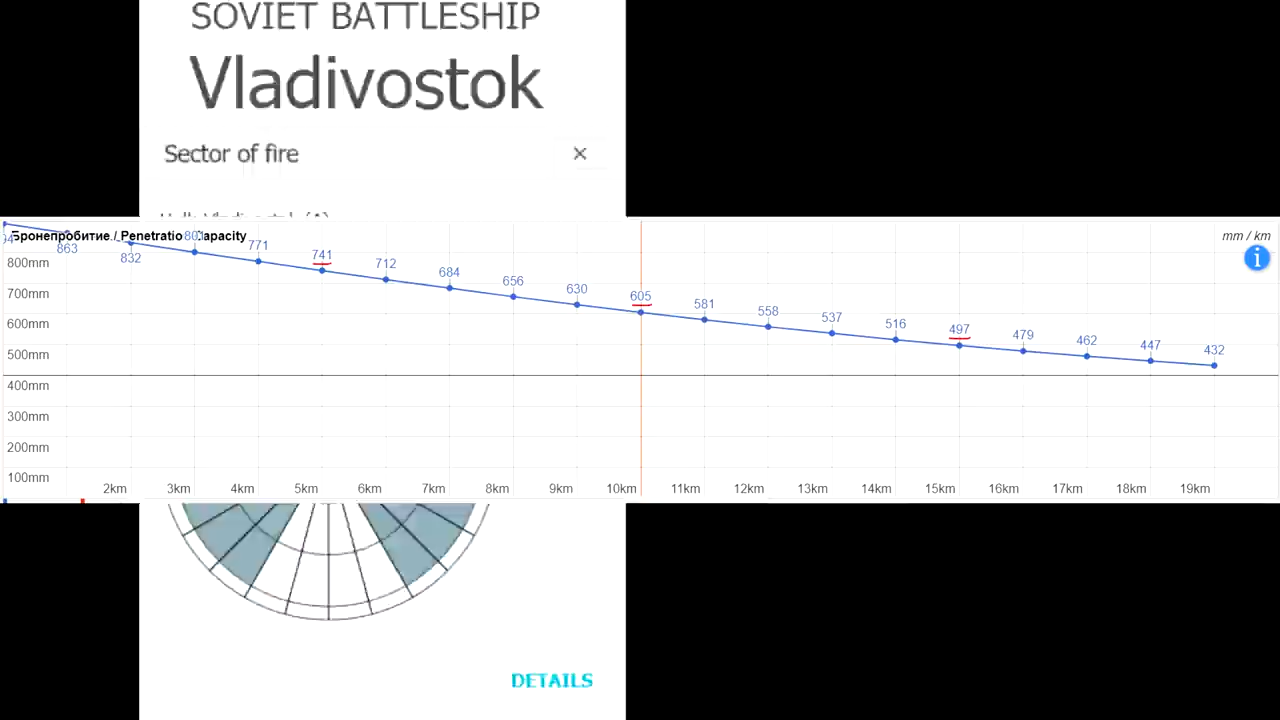 SOVIET BATTLESHIP
Vladivostok
Sector of fire
Бронепробитие / Penetratio apacity
mm / km
863
832
801
771
741
712
684
656
630
605
581
558
537
516
497
479
462
447
432
800mm
700mm
600mm
500mm
400mm
300mm
200mm
100mm
2km 3km 4km 5km 6km 7km 8km 9km 10km 11km 12km 13km 14km 15km 16km 17km 18km 19km
DETAILS